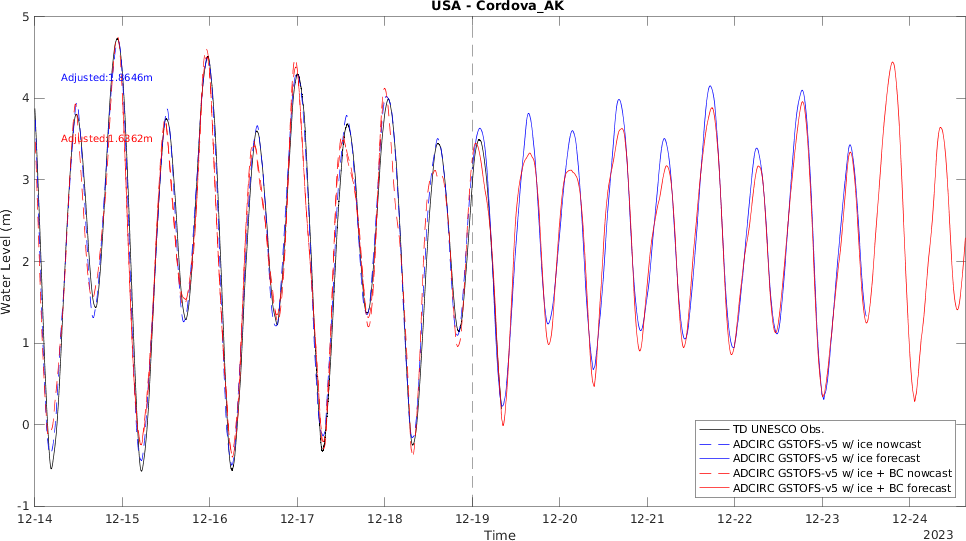 USA - Cordova_AK
5
4
3
2
1
0
-1
Water Level (m)
Adjusted:1.8646m
Adjusted:1.6362m
TD UNESCO Obs.
ADCIRC GSTOFS-v5 w/ ice nowcast
ADCIRC GSTOFS-v5 w/ ice forecast
ADCIRC GSTOFS-v5 w/ ice + BC nowcast
ADCIRC GSTOFS-v5 w/ ice + BC forecast
12-14 12-15 12-16 12-17 12-18 12-19 12-20 12-21 12-22 12-23 12-24
Time
2023